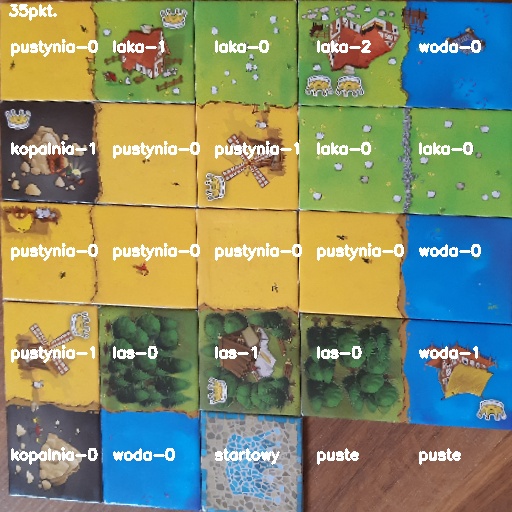 35pkt.
pustynia-0 laka-1 laka-0 laka-2 woda-0
kopalnia-1 pustynia-0 pustynia-1 laka-0 laka-0
pustynia-0 pustynia-0 pustynia-0 pustynia-0 woda-0
pustynia-1 las-0 las-1 las-0 woda-1
kopalnia-0 woda-0 startowy puste puste